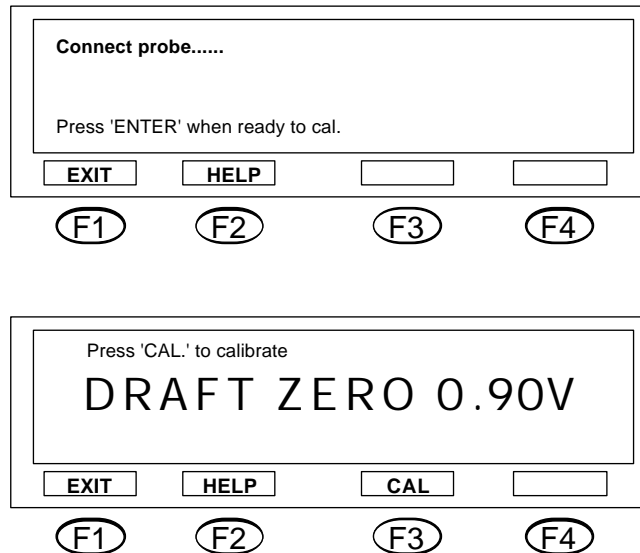 Connect probe......
Press 'ENTER' when ready to cal.
EXIT HELP
F1 F2 F3 F4
Press 'CAL.' to calibrate
DRAFT ZERO 0.90V
EXIT HELP CAL
F1 F2 F3 F4